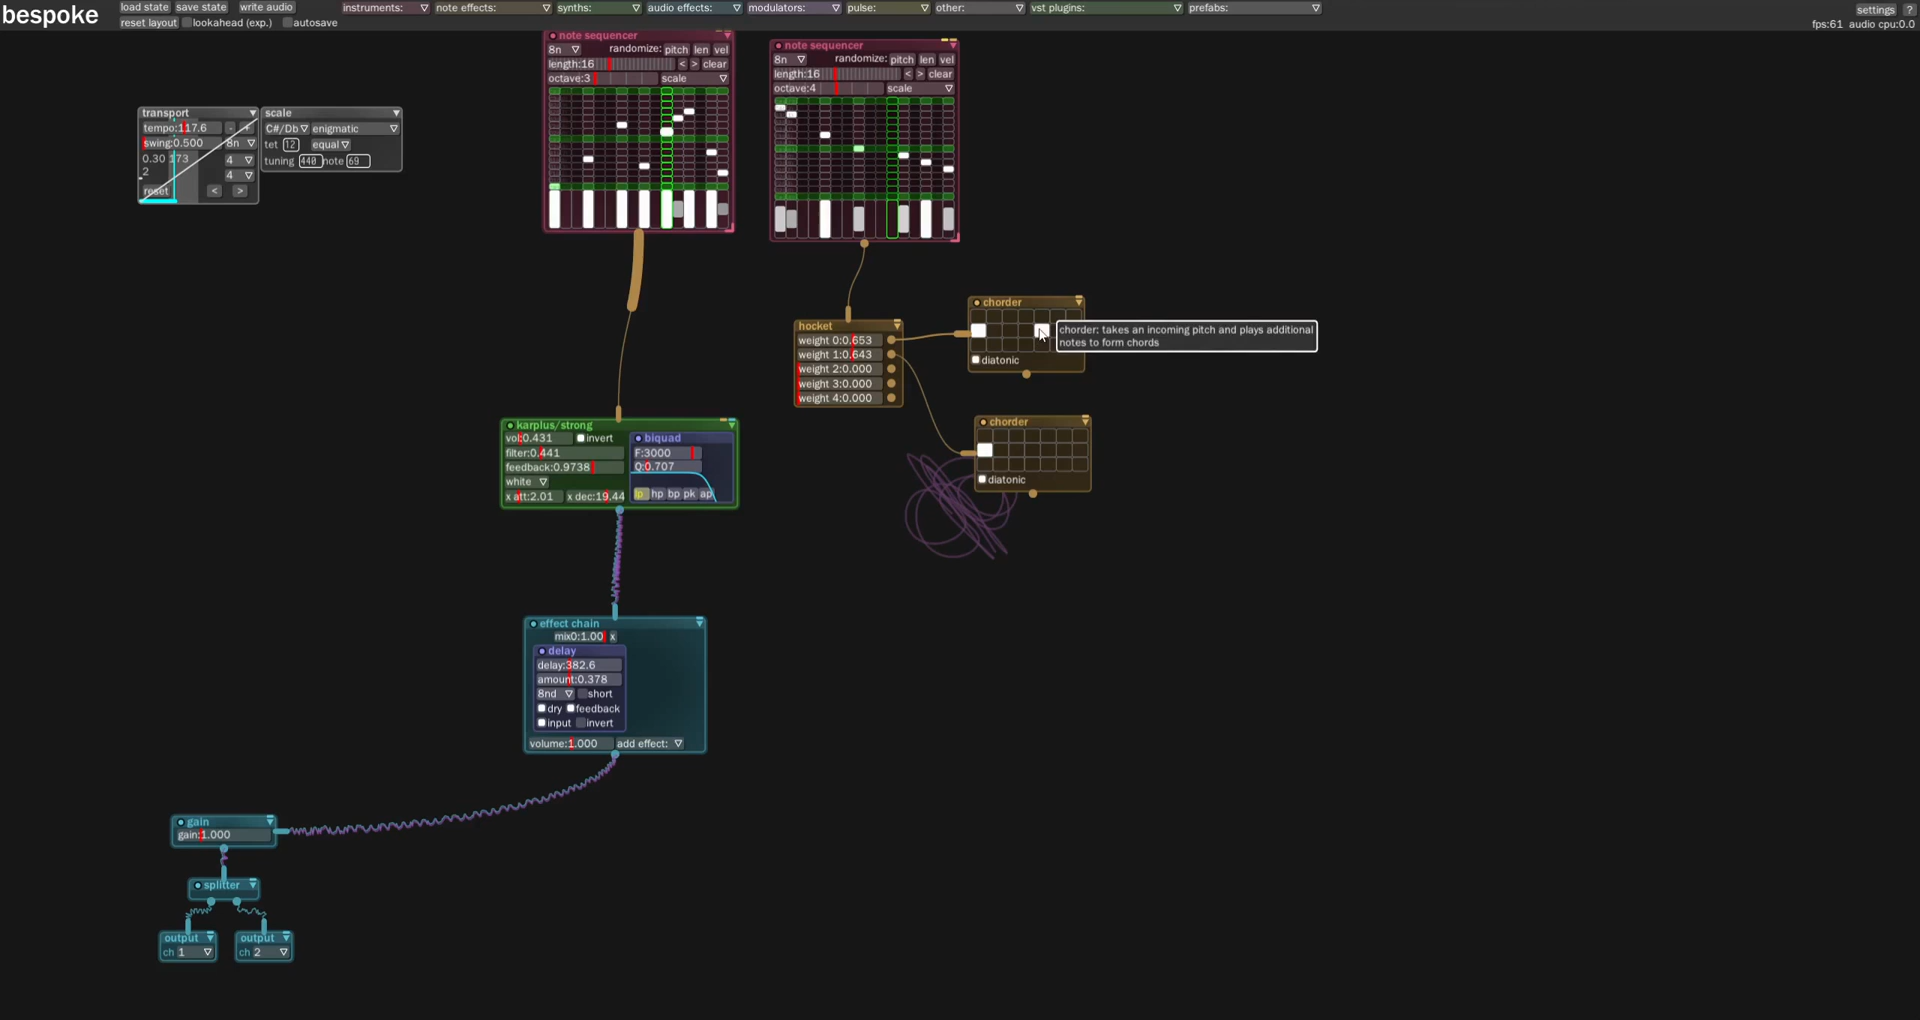 bespoke
load state save state write audio
reset layout lookahead (exp.) autosave
instruments: note effects: synths: audio effects: modulators: pulse: other: vst plugins: prefabs:
settings ?
fps:61 audio cpu:0.0
transport
tempo:117.6 - +
swing:0.500 8n
0.30 173 4
2 4
reset < >
scale
C#/Db enigmatic
tet 12 equal
tuning 440 note 69
note sequencer
8n randomize: pitch len vel
length:16 < > clear
octave:3 scale
note sequencer
8n randomize: pitch len vel
length:16 < > clear
octave:4 scale
hocket
weight 0:0.653
weight 1:0.643
weight 2:0.000
weight 3:0.000
weight 4:0.000
chorder
diatonic
chorder: takes an incoming pitch and plays additional
notes to form chords
chorder
diatonic
karplus/strong
vol:0.431 invert
filter:0.441
feedback:0.9738
white
x att:2.01 x dec:19.44
biquad
F:3000
Q:0.707
lp hp bp pk ap
effect chain
mix0:1.00 x
delay
delay:382.6
amount:0.378
8nd short
dry feedback
input invert
volume:1.000 add effect:
gain
gain:1.000
splitter
output
ch 1
output
ch 2